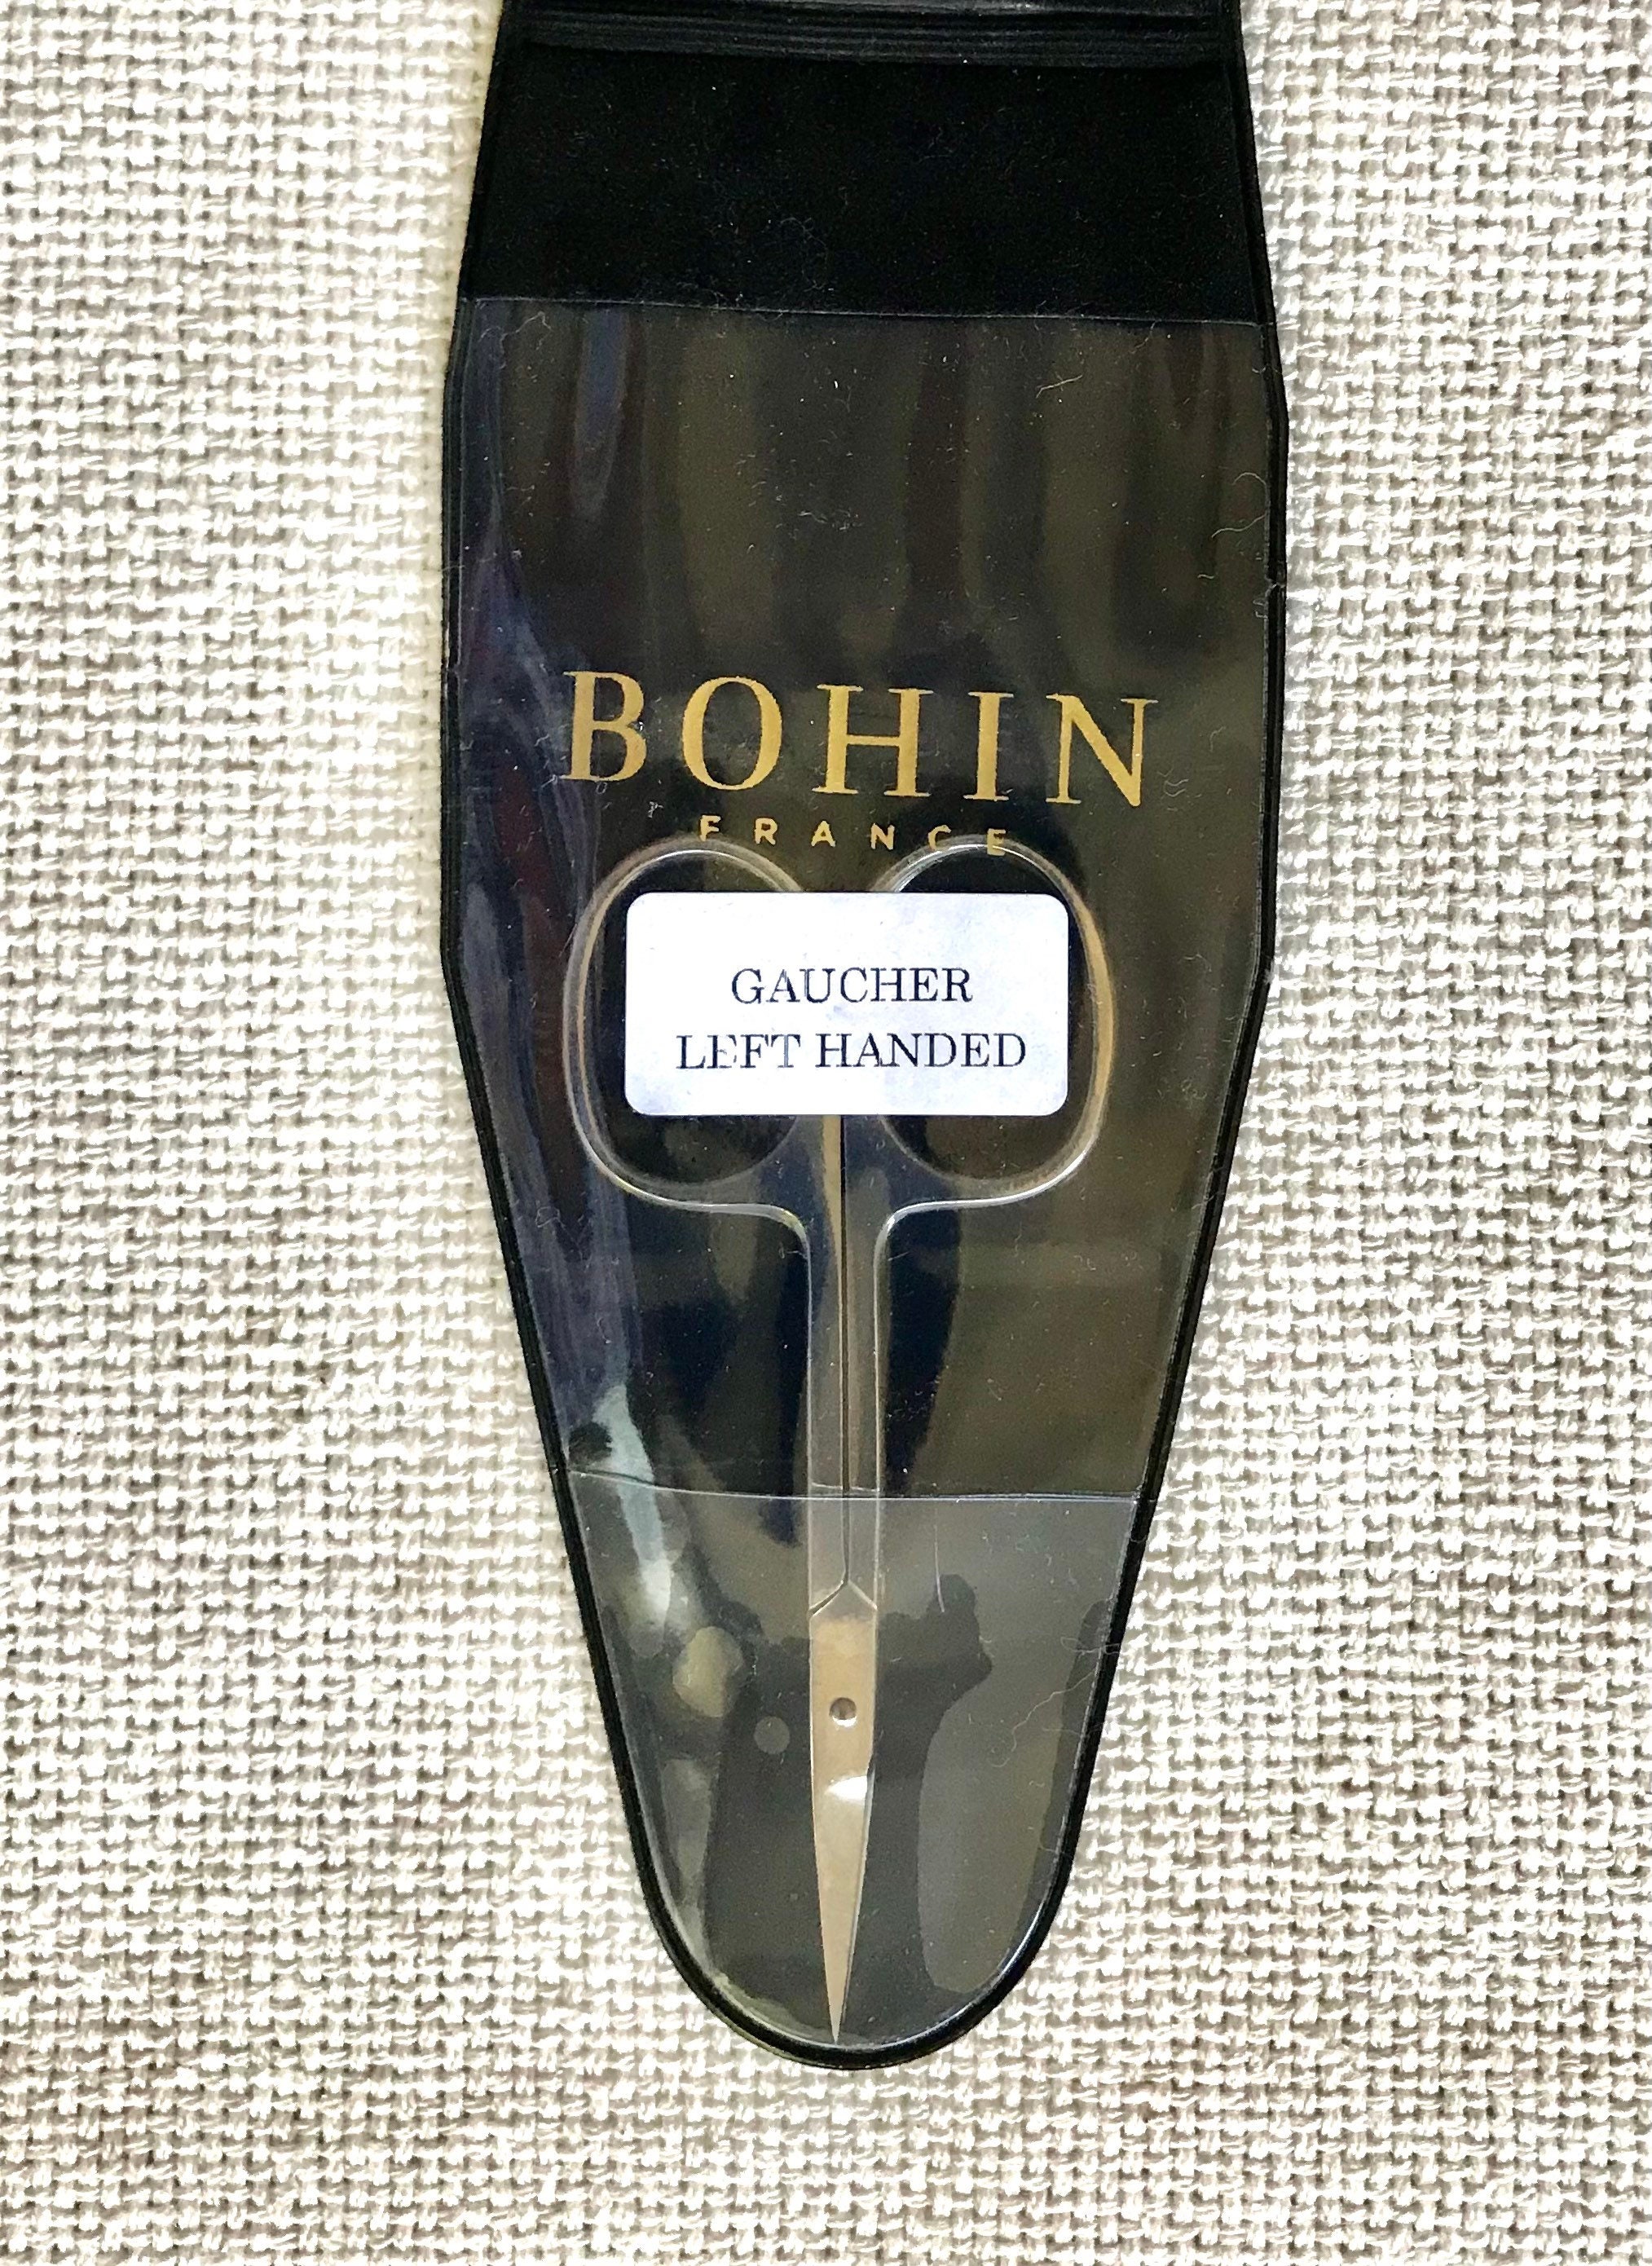 BOHIN
FRANCE
GAUCHER
LEFT HANDED